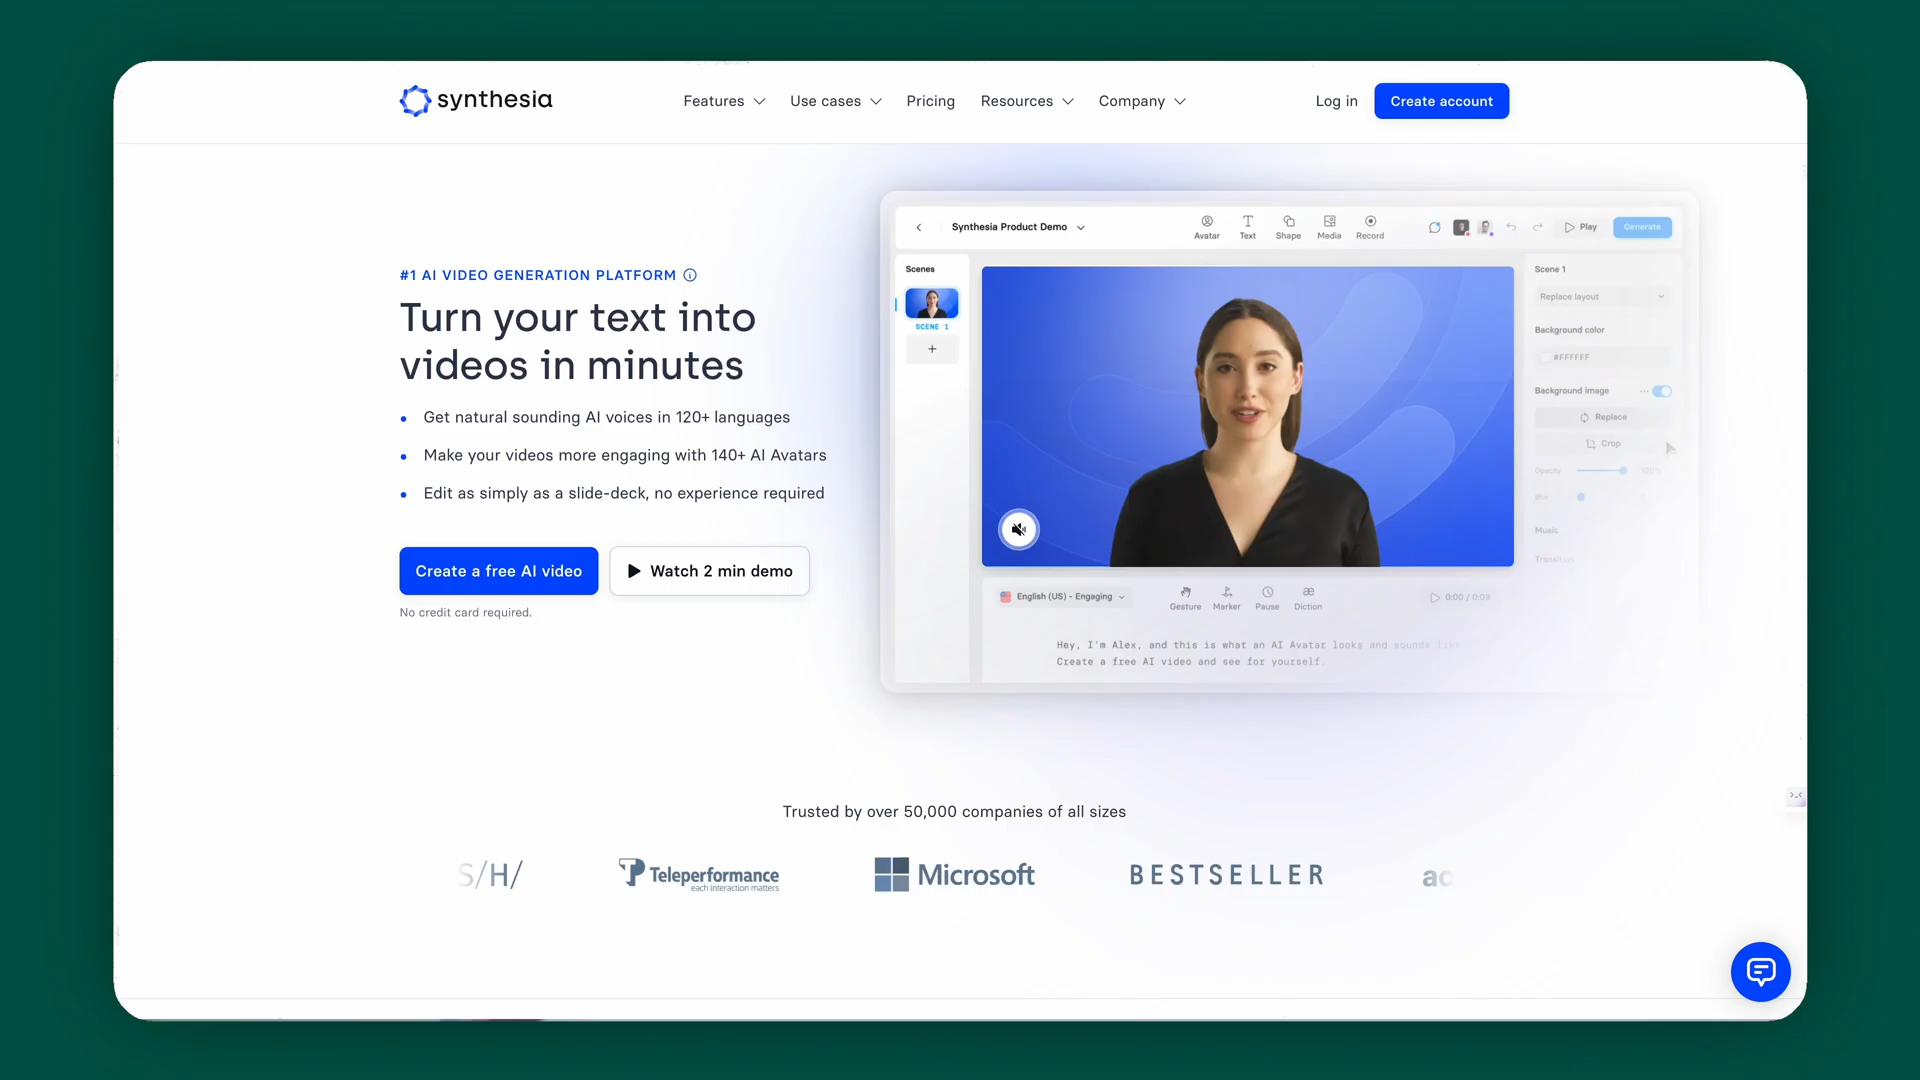 synthesia
Features
Use cases
Pricing
Resources
Company
Log in
Create account
#1 AI VIDEO GENERATION PLATFORM
Turn your text into
videos in minutes
Get natural sounding AI voices in 120+ languages
Make your videos more engaging with 140+ AI Avatars
Edit as simply as a slide-deck, no experience required
Create a free AI video
Watch 2 min demo
No credit card required.
Synthesia Product Demo
Avatar
Text
Shape
Media
Record
Play
Generate
Scenes
SCENE 1
Scene 1
Replace layout
Background color
#FFFFFF
Background image
Replace
Crop
Opacity
100%
Blur
Music
Transition
English (US) - Engaging
Gesture
Marker
Pause
Diction
0:00 / 0:09
Hey, I'm Alex, and this is what an AI Avatar looks and sounds like
Create a free AI video and see for yourself.
Trusted by over 50,000 companies of all sizes
S/H/
Teleperformance
each interaction matters
Microsoft
BESTSELLER